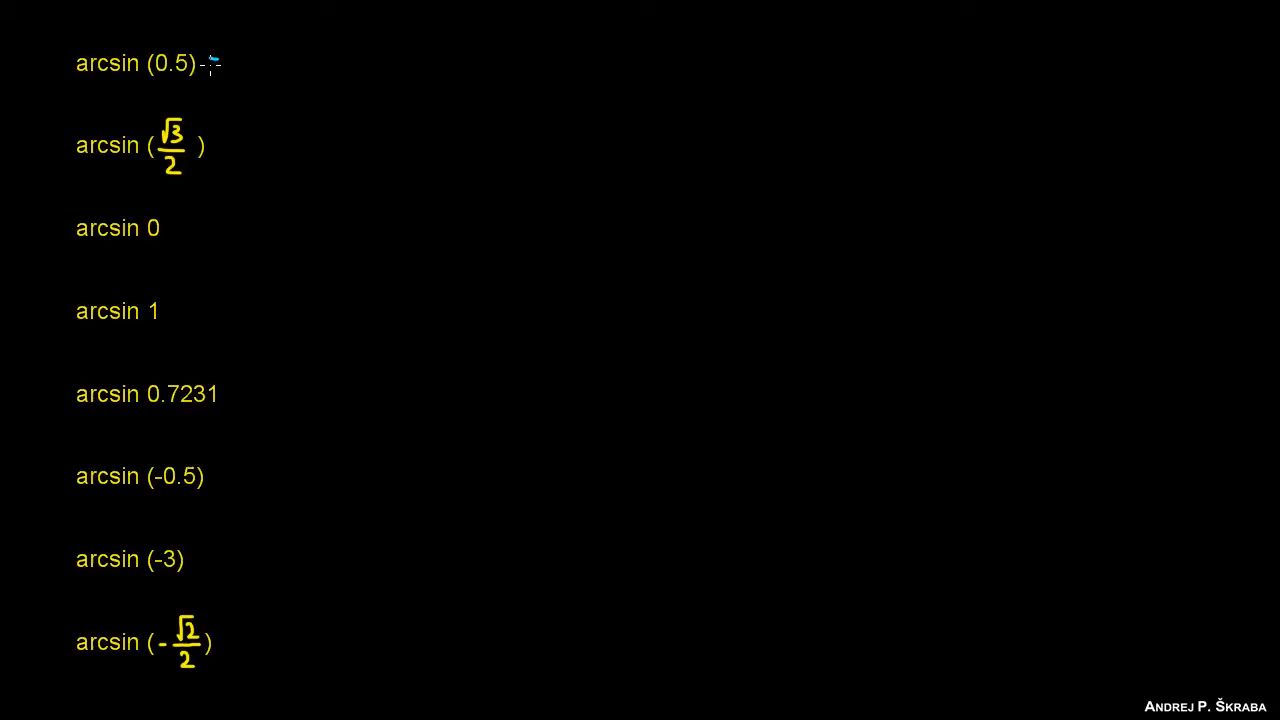 arcsin (0.5)
arcsin (√3/2)
arcsin 0
arcsin 1
arcsin 0.7231
arcsin (-0.5)
arcsin (-3)
arcsin (-√2/2)
ANDREJ P. ŠKRABA